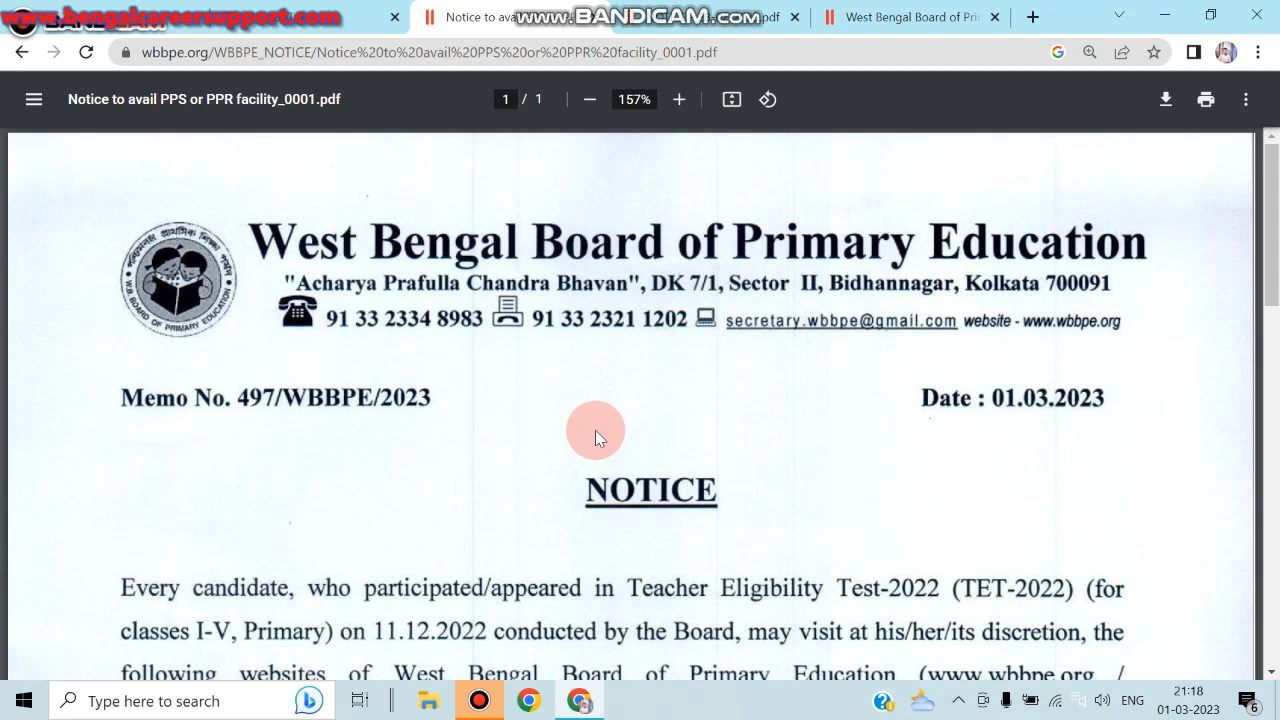 www.bengalcareersupport.com
Notice to ava
www.BANDICAM.com
West Bengal Board of Pri
wbbpe.org/WBBPE_NOTICE/Notice%20to%20avail%20PPS%20or%20PPR%20facility_0001.pdf
Notice to avail PPS or PPR facility_0001.pdf
1 / 1
157%
West Bengal Board of Primary Education
"Acharya Prafulla Chandra Bhavan", DK 7/1, Sector II, Bidhannagar, Kolkata 700091
91 33 2334 8983 91 33 2321 1202 secretary.wbbpe@gmail.com website - www.wbbpe.org
W.B. BOARD OF PRIMARY EDUCATION
Memo No. 497/WBBPE/2023
Date : 01.03.2023
NOTICE
Every candidate, who participated/appeared in Teacher Eligibility Test-2022 (TET-2022) (for
classes I-V, Primary) on 11.12.2022 conducted by the Board, may visit at his/her/its discretion, the
following websites of West Bengal Board of Primary Education (www.wbbpe.org /
Type here to search
ENG
21:18
01-03-2023
6